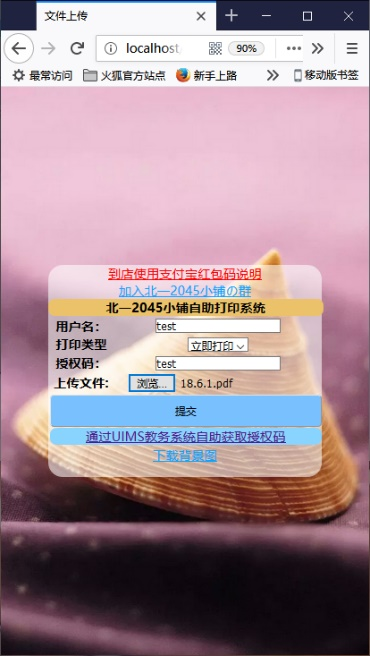 文件上传
localhost
90%
最常访问
火狐官方站点
新手上路
移动版书签
到店使用支付宝红包码说明
加入北一2045小铺の群
北一2045小铺自助打印系统
用户名： test
打印类型 立即打印
授权码： test
上传文件： 浏览... 18.6.1.pdf
提交
通过UIMS教务系统自助获取授权码
下载背景图